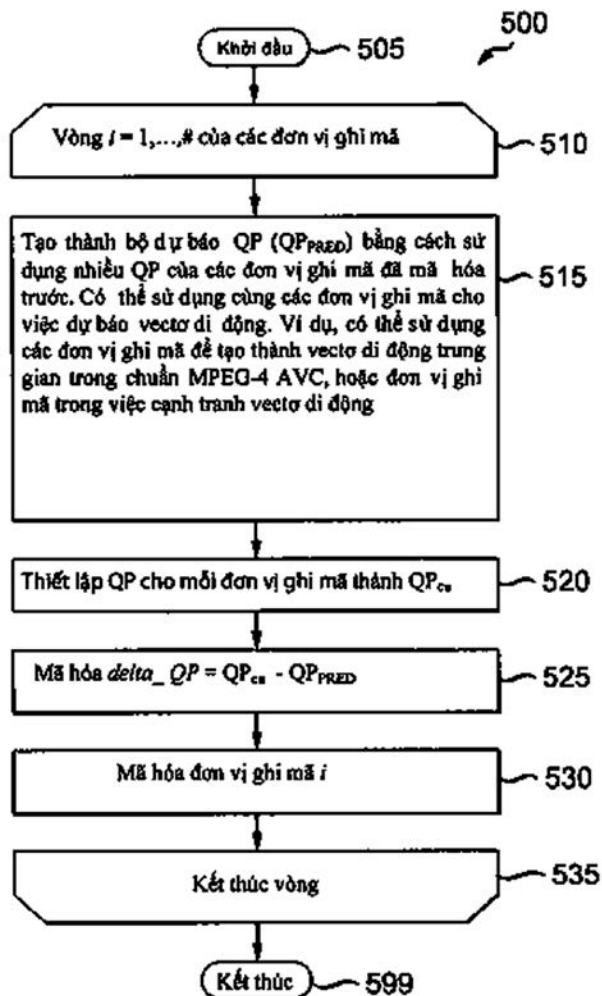 500
Khởi đầu 505
Vòng i = 1,...,# của các đơn vị ghi mã 510
Tạo thành bộ dự báo QP (QP_PRED) bằng cách sử
dụng nhiều QP của các đơn vị ghi mã đã mã hóa
trước. Có thể sử dụng cùng các đơn vị ghi mã cho
việc dự báo vectơ di động. Ví dụ, có thể sử dụng
các đơn vị ghi mã để tạo thành vectơ di động trung
gian trong chuẩn MPEG-4 AVC, hoặc đơn vị ghi
mã trong việc cạnh tranh vectơ di động
515
Thiết lập QP cho mỗi đơn vị ghi mã thành QP_cu 520
Mã hóa delta_QP = QP_cu - QP_PRED 525
Mã hóa đơn vị ghi mã i 530
Kết thúc vòng 535
Kết thúc 599